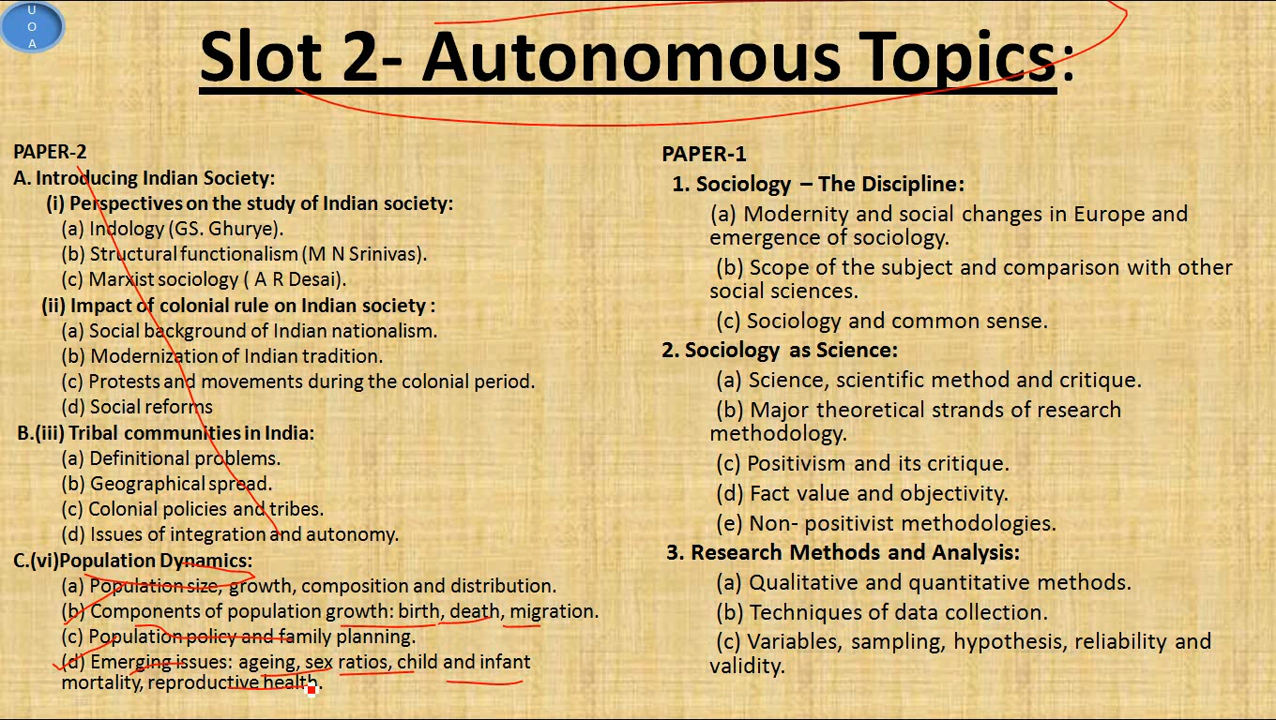 U
O
A
Slot 2- Autonomous Topics:
PAPER-2
A. Introducing Indian Society:
(i) Perspectives on the study of Indian society:
(a) Indology (GS. Ghurye).
(b) Structural functionalism (M N Srinivas).
(c) Marxist sociology ( A R Desai).
(ii) Impact of colonial rule on Indian society :
(a) Social background of Indian nationalism.
(b) Modernization of Indian tradition.
(c) Protests and movements during the colonial period.
(d) Social reforms
B.(iii) Tribal communities in India:
(a) Definitional problems.
(b) Geographical spread.
(c) Colonial policies and tribes.
(d) Issues of integration and autonomy.
C.(vi)Population Dynamics:
(a) Population size, growth, composition and distribution.
(b) Components of population growth: birth, death, migration.
(c) Population policy and family planning.
(d) Emerging issues: ageing, sex ratios, child and infant
mortality, reproductive health.
PAPER-1
1. Sociology – The Discipline:
(a) Modernity and social changes in Europe and
emergence of sociology.
(b) Scope of the subject and comparison with other
social sciences.
(c) Sociology and common sense.
2. Sociology as Science:
(a) Science, scientific method and critique.
(b) Major theoretical strands of research
methodology.
(c) Positivism and its critique.
(d) Fact value and objectivity.
(e) Non- positivist methodologies.
3. Research Methods and Analysis:
(a) Qualitative and quantitative methods.
(b) Techniques of data collection.
(c) Variables, sampling, hypothesis, reliability and
validity.